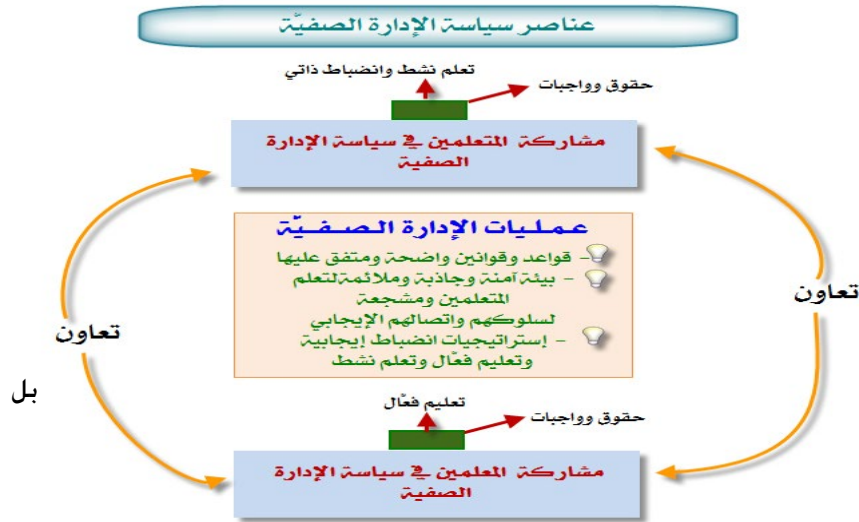 عناصر سياسة الإدارة الصفيّة
تعلم نشط وانضباط ذاتي
حقوق وواجبات
مشاركة المتعلمين في سياسة الإدارة
الصفية
عمليات الإدارة الصفيّة
- قواعد وقوانين واضحة ومتفق عليها
- بيئة آمنة وجاذبة وملائمة لتعلم
المتعلمين ومشجعة
لسلوكهم واتصالهم الإيجابي
- إستراتيجيات انضباط إيجابية
وتعليم فعّال وتعلم نشط
تعاون
تعاون
بل
تعليم فعّال
حقوق وواجبات
مشاركة المعلمين في سياسة الإدارة
الصفية